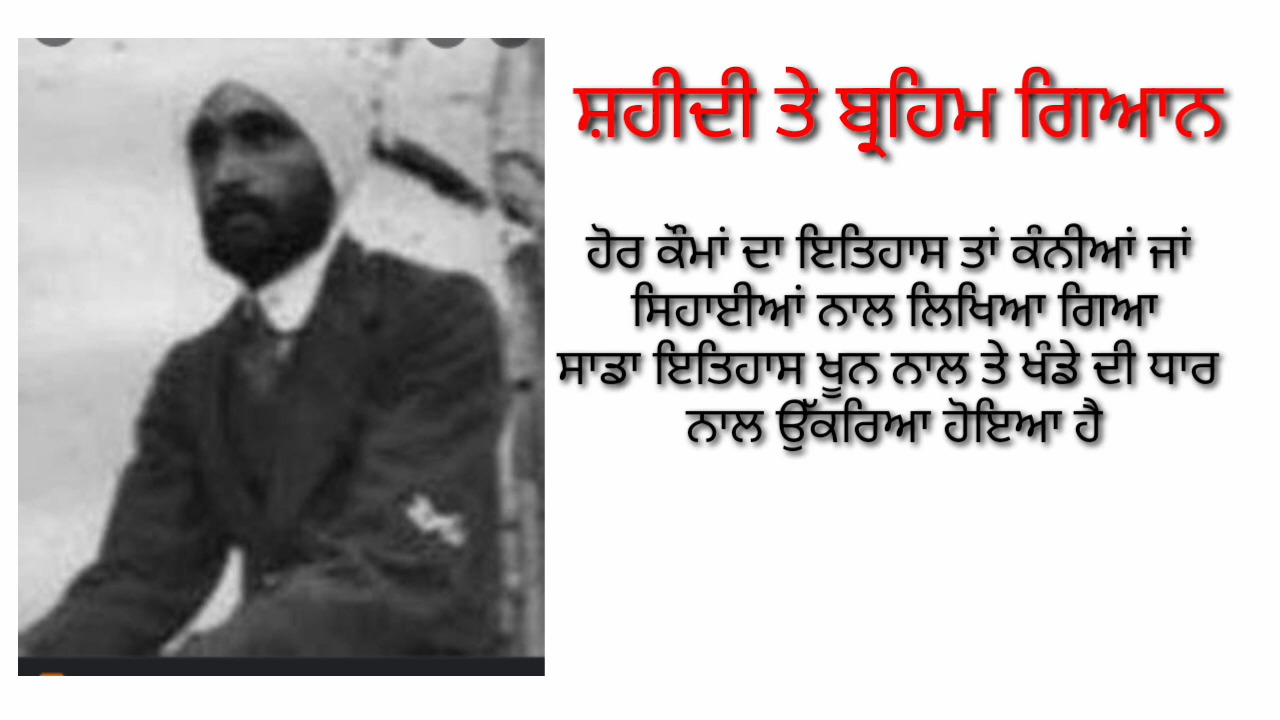 ਸ਼ਹੀਦੀ ਤੇ ਬ੍ਰਹਿਮ ਗਿਆਨ
ਹੋਰ ਕੌਮਾਂ ਦਾ ਇਤਿਹਾਸ ਤਾਂ ਕੰਨੀਆਂ ਜਾਂ
ਸਿਹਾਈਆਂ ਨਾਲ ਲਿਖਿਆ ਗਿਆ
ਸਾਡਾ ਇਤਿਹਾਸ ਖੂਨ ਨਾਲ ਤੇ ਖੰਡੇ ਦੀ ਧਾਰ
ਨਾਲ ਉੱਕਰਿਆ ਹੋਇਆ ਹੈ